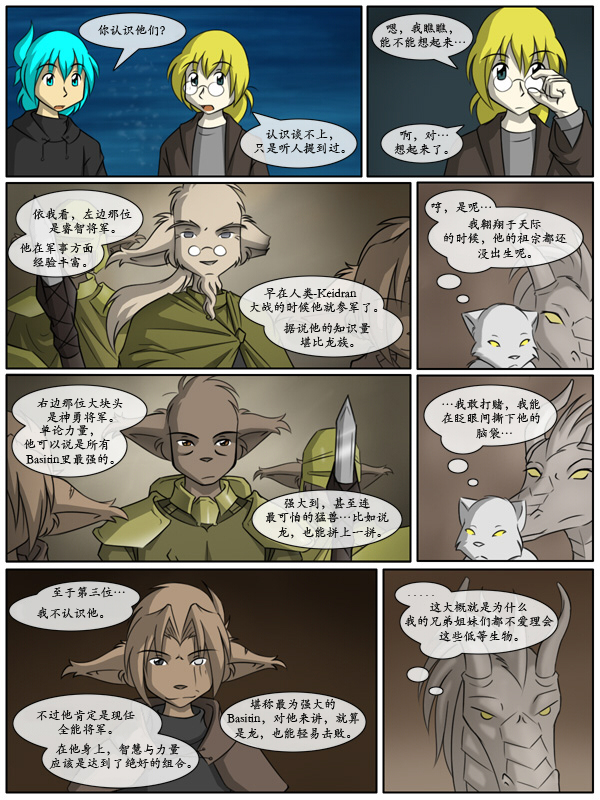 你认识他们?
认识谈不上,
只是听人提到过。
嗯, 我瞧瞧,
能不能想起来…
啊, 对…
想起来了。
依我看, 左边那位
是睿智将军。
他在军事方面
经验丰富。
早在人类-Keidran
大战的时候他就参军了。
据说他的知识量
堪比龙族。
哼, 是呢…
我翱翔于天际
的时候, 他的祖宗都还
没出生呢。
右边那位大块头
是神勇将军。
单论力量,
他可以说是所有
Basitin里最强的。
强大到, 甚至连
最可怕的猛兽…比如说
龙, 也能拼上一拼。
…我敢打赌, 我能
在眨眼间撕下他的
脑袋…
至于第三位…
我不认识他。
不过他肯定是现任
全能将军。
在他身上, 智慧与力量
应该是达到了绝好的组合。
堪称最为强大的
Basitin, 对他来讲, 就算
是龙, 也能轻易击败。
.....
这大概就是为什么
我的兄弟姐妹们都不爱理会
这些低等生物。